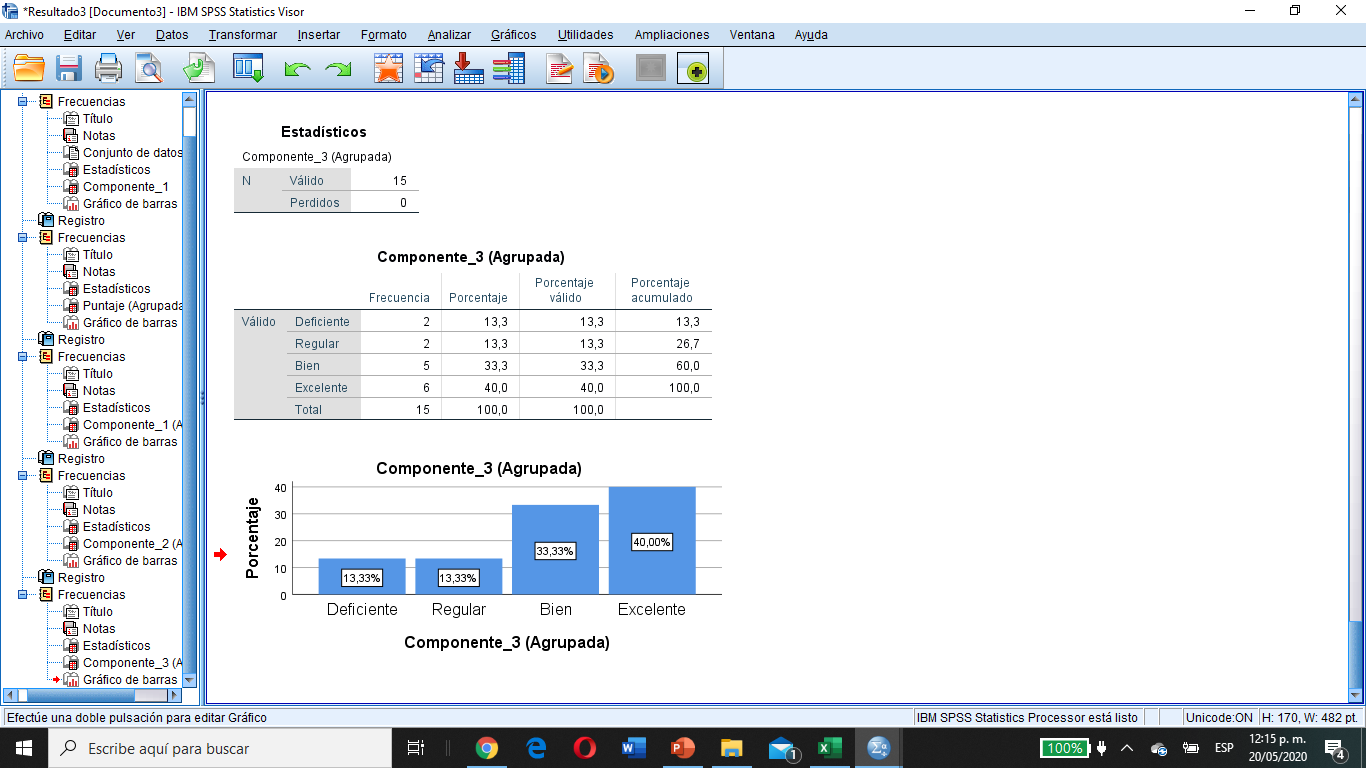 *Resultado3 [Documento3] - IBM SPSS Statistics Visor
Archivo Editar Ver Datos Transformar Insertar Formato Analizar Gráficos Utilidades Ampliaciones Ventana Ayuda
Frecuencias
Título
Notas
Conjunto de datos
Estadísticos
Componente_1
Gráfico de barras
Registro
Frecuencias
Título
Notas
Estadísticos
Puntaje (Agrupada
Gráfico de barras
Registro
Frecuencias
Título
Notas
Estadísticos
Componente_1 (A
Gráfico de barras
Registro
Frecuencias
Título
Notas
Estadísticos
Componente_2 (A
Gráfico de barras
Registro
Frecuencias
Título
Notas
Estadísticos
Componente_3 (A
Gráfico de barras
Estadísticos
Componente_3 (Agrupada)
N Válido 15
Perdidos 0
Componente_3 (Agrupada)
Frecuencia Porcentaje Porcentaje válido Porcentaje acumulado
Válido Deficiente 2 13,3 13,3 13,3
Regular 2 13,3 13,3 26,7
Bien 5 33,3 33,3 60,0
Excelente 6 40,0 40,0 100,0
Total 15 100,0 100,0
Componente_3 (Agrupada)
Porcentaje
40
30
20
10
0
13,33% 13,33% 33,33% 40,00%
Deficiente Regular Bien Excelente
Componente_3 (Agrupada)
Efectúe una doble pulsación para editar Gráfico
IBM SPSS Statistics Processor está listo
Unicode:ON H: 170, W: 482 pt.
Escribe aquí para buscar
1
100%
ESP
12:15 p. m.
20/05/2020
4